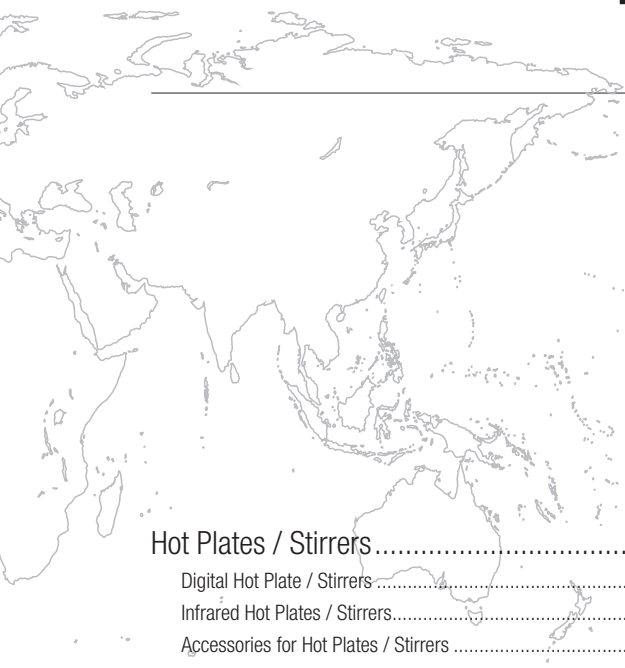 Hot Plates / Stirrers.................................
Digital Hot Plate / Stirrers ...............................................
Infrared Hot Plates / Stirrers............................................
Accessories for Hot Plates / Stirrers ................................